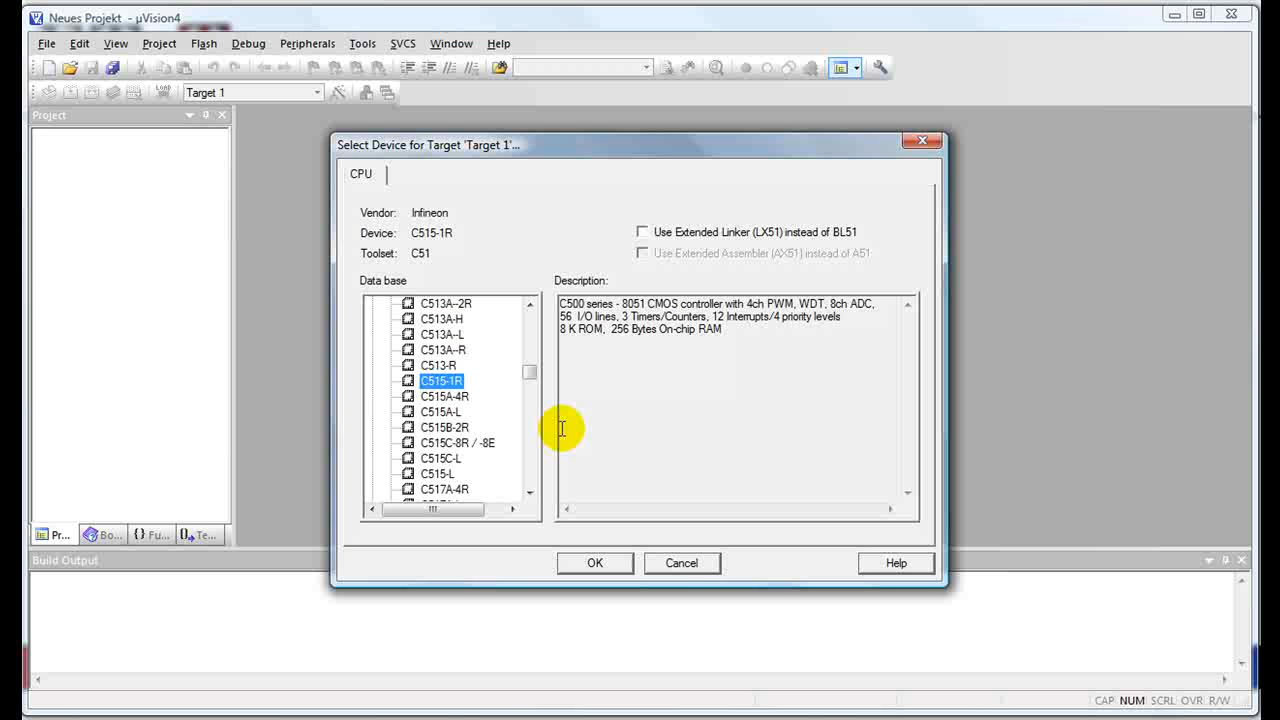 Neues Projekt - µVision4
File Edit View Project Flash Debug Peripherals Tools SVCS Window Help
LOAD Target 1
Project
Select Device for Target 'Target 1'...
CPU
Vendor: Infineon
Device: C515-1R
Toolset: C51
Use Extended Linker (LX51) instead of BL51
Use Extended Assembler (AX51) instead of A51
Data base
C513A--2R
C513A-H
C513A--L
C513A--R
C513-R
C515-1R
C515A-4R
C515A-L
C515B-2R
C515C-8R / -8E
C515C-L
C515-L
C517A-4R
Description:
C500 series - 8051 CMOS controller with 4ch PWM, WDT, 8ch ADC,
56 I/O lines, 3 Timers/Counters, 12 Interrupts/4 priority levels
8 K ROM, 256 Bytes On-chip RAM
OK Cancel Help
Pr... Bo... {} Fu... Te...
Build Output
CAP NUM SCRL OVR R/W